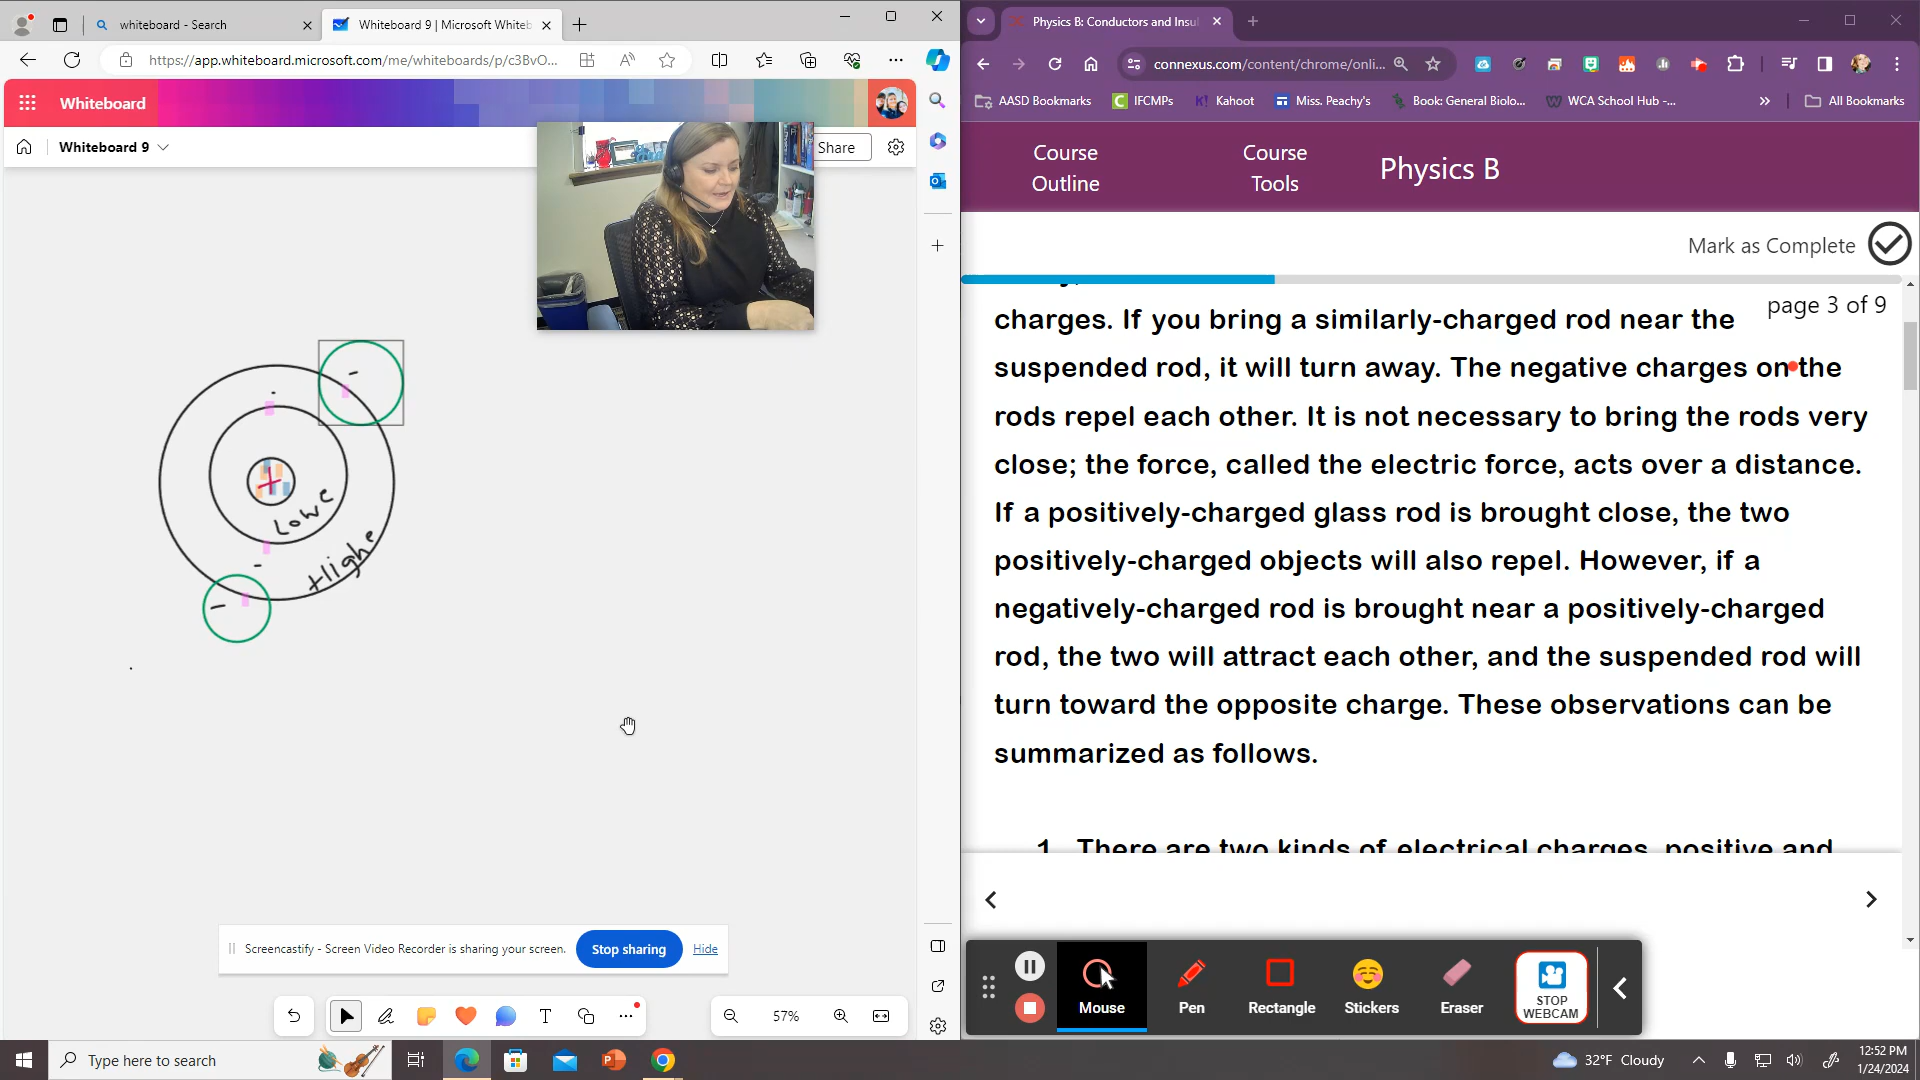 whiteboard - Search
Whiteboard 9 | Microsoft Whiteb
https://app.whiteboard.microsoft.com/me/whiteboards/p/c3BvO...
Whiteboard
Whiteboard 9
Share
-
-
+
Low e
High e
-
-
Screencastify - Screen Video Recorder is sharing your screen.
Stop sharing
Hide
57%
Physics B: Conductors and Insul
connexus.com/content/chrome/onli...
AASD Bookmarks
IFCMPs
Kahoot
Miss. Peachy's
Book: General Biolo...
WCA School Hub -...
All Bookmarks
Course Outline
Course Tools
Physics B
Mark as Complete
page 3 of 9
charges. If you bring a similarly-charged rod near the
suspended rod, it will turn away. The negative charges on the
rods repel each other. It is not necessary to bring the rods very
close; the force, called the electric force, acts over a distance.
If a positively-charged glass rod is brought close, the two
positively-charged objects will also repel. However, if a
negatively-charged rod is brought near a positively-charged
rod, the two will attract each other, and the suspended rod will
turn toward the opposite charge. These observations can be
summarized as follows.
1. There are two kinds of electrical charges, positive and
Mouse
Pen
Rectangle
Stickers
Eraser
STOP
WEBCAM
Type here to search
32°F Cloudy
12:52 PM
1/24/2024